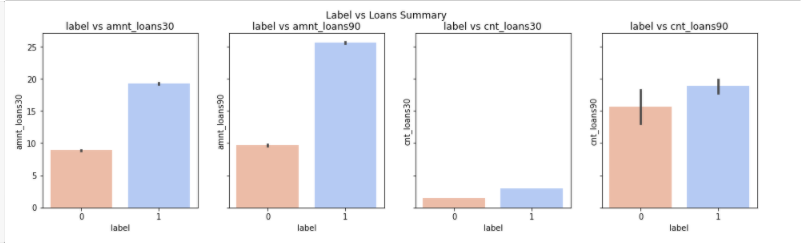 Label vs Loans Summary
label vs amnt_loans30
label vs amnt_loans90
label vs cnt_loans30
label vs cnt_loans90
25
20
15
10
5
0
amnt_loans30
amnt_loans90
cnt_loans30
cnt_loans90
0 1
0 1
0 1
0 1
label
label
label
label